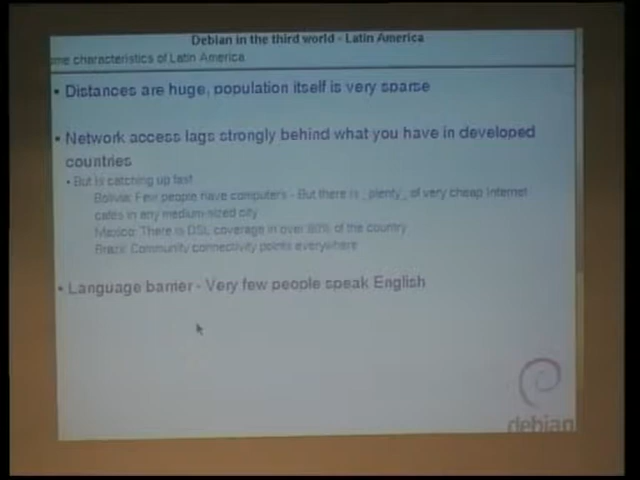 Debian in the third world - Latin America
me characteristics of Latin America
• Distances are huge, population itself is very sparse
• Network access lags strongly behind what you have in developed
countries
• But is catching up fast
Bolivia: Few people have computers - But there is _plenty_ of very cheap Internet
cafes in any medium-sized city
Mexico: There is DSL coverage in over 80% of the country
Brazil: Community connectivity points everywhere
• Language barrier - Very few people speak English
debian